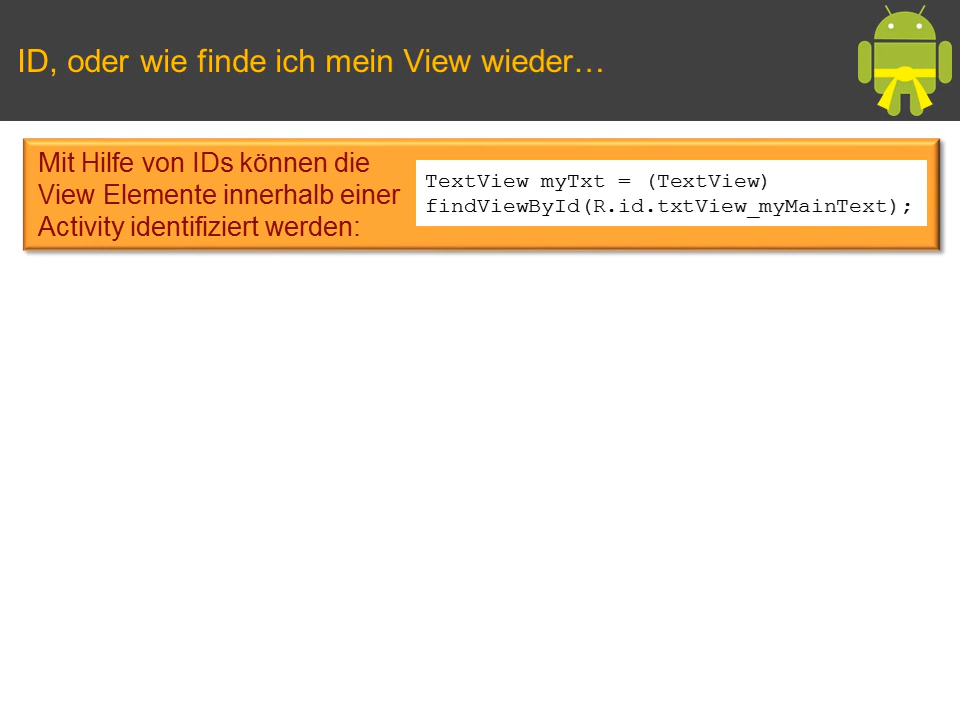 ID, oder wie finde ich mein View wieder…
Mit Hilfe von IDs können die
View Elemente innerhalb einer
Activity identifiziert werden:
TextView myTxt = (TextView)
findViewById(R.id.txtView_myMainText);